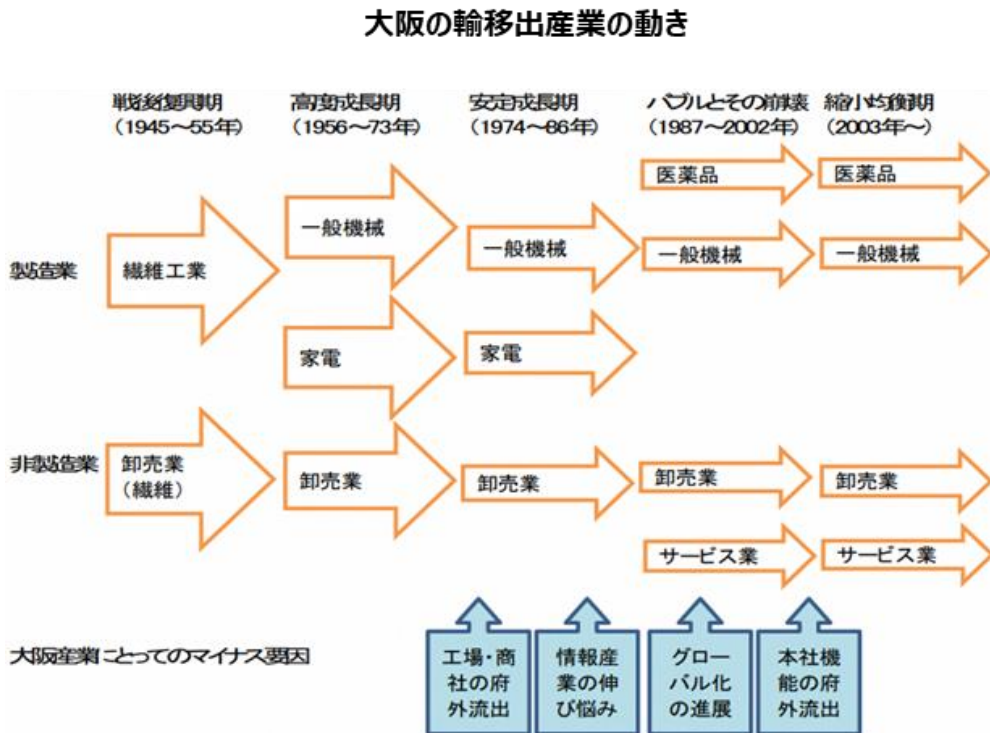 大阪の輸移出産業の動き
戦後復興期
(1945～55年)
高度成長期
(1956～73年)
安定成長期
(1974～86年)
バブルとその崩壊
(1987～2002年)
縮小均衡期
(2003年～)
医薬品
医薬品
製造業
繊維工業
一般機械
一般機械
一般機械
一般機械
家電
家電
非製造業
卸売業
(繊維)
卸売業
卸売業
卸売業
卸売業
サービス業
サービス業
大阪産業にとってのマイナス要因
工場・商
社の府
外流出
情報産
業の伸
び悩み
グロー
バル化
の進展
本社機
能の府
外流出